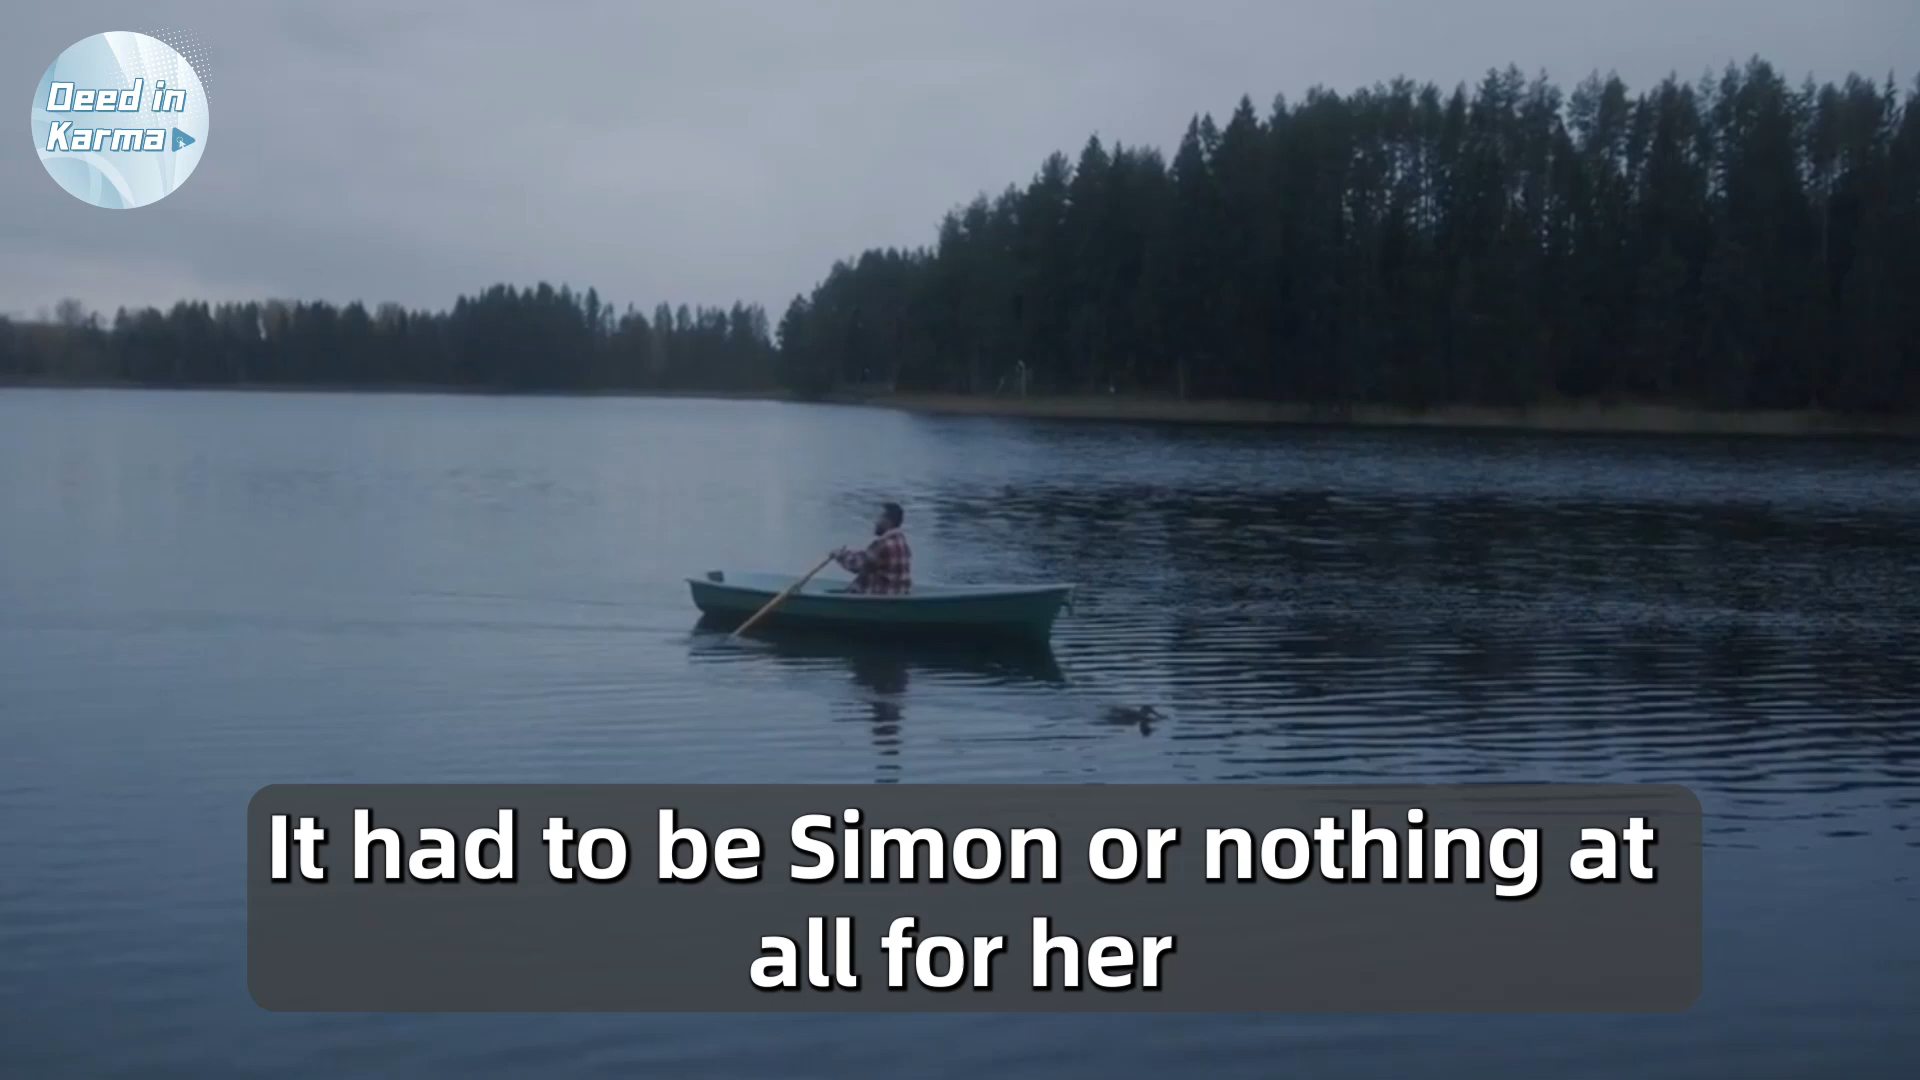 Deed in
Karma
It had to be Simon or nothing at
all for her